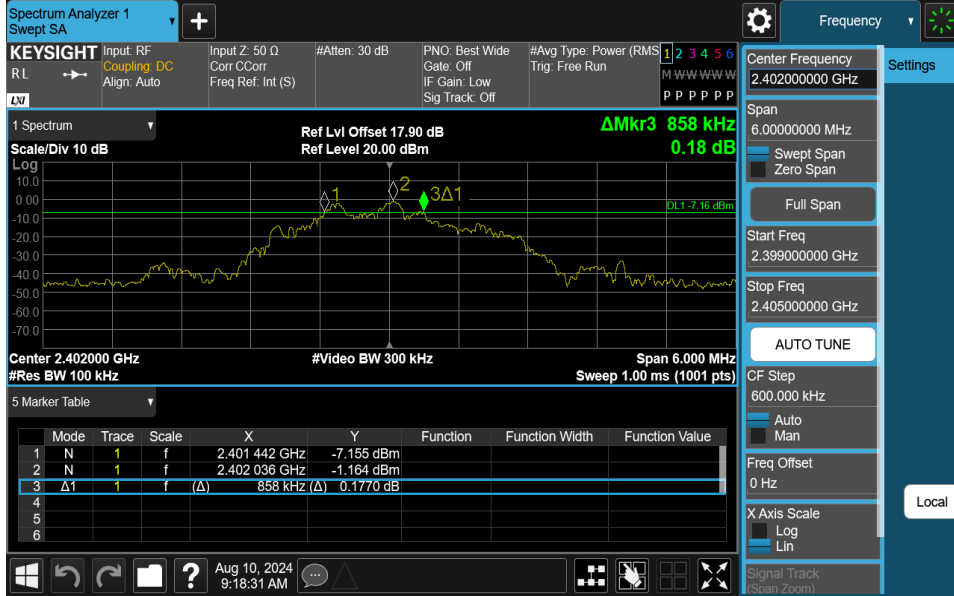 Spectrum Analyzer 1
Swept SA
Frequency
KEYSIGHT
RL
LXI
Input: RF
Coupling: DC
Align: Auto
Input Z: 50 Ω
Corr CCorr
Freq Ref: Int (S)
#Atten: 30 dB
PNO: Best Wide
Gate: Off
IF Gain: Low
Sig Track: Off
#Avg Type: Power (RMS
Trig: Free Run
1 2 3 4 5 6
M W W W W W
P P P P P P
1 Spectrum
Scale/Div 10 dB
Ref Lvl Offset 17.90 dB
Ref Level 20.00 dBm
ΔMkr3 858 kHz
0.18 dB
Log
10.0
0.00
-10.0
-20.0
-30.0
-40.0
-50.0
-60.0
-70.0
1
2
3Δ1
DL1 -7.16 dBm
Center 2.402000 GHz
#Video BW 300 kHz
Span 6.000 MHz
#Res BW 100 kHz
Sweep 1.00 ms (1001 pts)
5 Marker Table
Mode Trace Scale X Y Function Function Width Function Value
1 N 1 f 2.401 442 GHz -7.155 dBm
2 N 1 f 2.402 036 GHz -1.164 dBm
3 Δ1 1 f (Δ) 858 kHz (Δ) 0.1770 dB
4
5
6
Aug 10, 2024
9:18:31 AM
Center Frequency
2.402000000 GHz
Settings
Span
6.00000000 MHz
Swept Span
Zero Span
Full Span
Start Freq
2.399000000 GHz
Stop Freq
2.405000000 GHz
AUTO TUNE
CF Step
600.000 kHz
Auto
Man
Freq Offset
0 Hz
Local
X Axis Scale
Log
Lin
Signal Track
(Span Zoom)